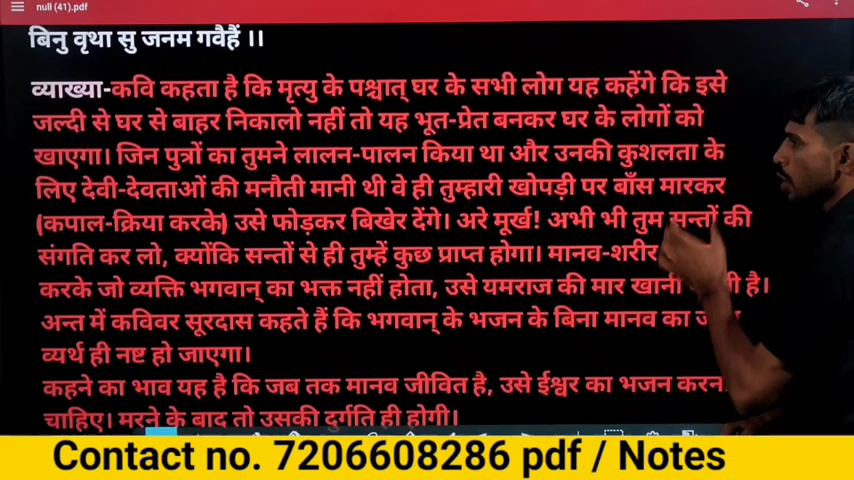 null (41).pdf
बिनु वृथा सु जनम गवैहैं ।।
व्याख्या-कवि कहता है कि मृत्यु के पश्चात् घर के सभी लोग यह कहेंगे कि इसे
जल्दी से घर से बाहर निकालो नहीं तो यह भूत-प्रेत बनकर घर के लोगों को
खाएगा। जिन पुत्रों का तुमने लालन-पालन किया था और उनकी कुशलता के
लिए देवी-देवताओं की मनौती मानी थी वे ही तुम्हारी खोपड़ी पर बाँस मारकर
(कपाल-क्रिया करके) उसे फोड़कर बिखेर देंगे। अरे मूर्ख! अभी भी तुम सन्तों की
संगति कर लो, क्योंकि सन्तों से ही तुम्हें कुछ प्राप्त होगा। मानव-शरीर
करके जो व्यक्ति भगवान् का भक्त नहीं होता, उसे यमराज की मार खानी है।
अन्त में कविवर सूरदास कहते हैं कि भगवान् के भजन के बिना मानव का
व्यर्थ ही नष्ट हो जाएगा।
कहने का भाव यह है कि जब तक मानव जीवित है, उसे ईश्वर का भजन करन
चाहिए। मरने के बाद तो उसकी दुर्गति ही होगी।
Contact no. 7206608286 pdf / Notes